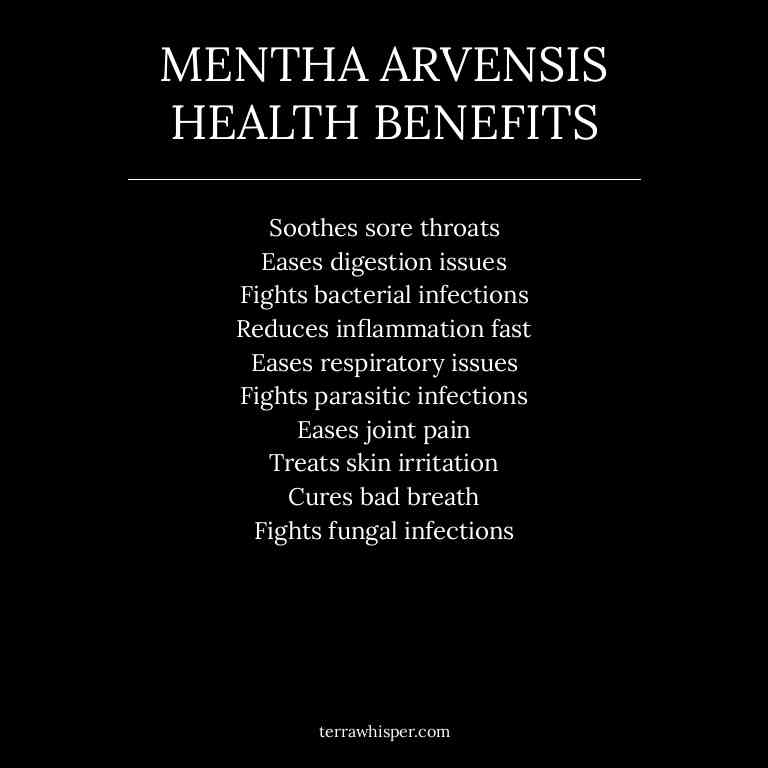 MENTHA ARVENSIS
HEALTH BENEFITS
Soothes sore throats
Eases digestion issues
Fights bacterial infections
Reduces inflammation fast
Eases respiratory issues
Fights parasitic infections
Eases joint pain
Treats skin irritation
Cures bad breath
Fights fungal infections
terrawhisper.com